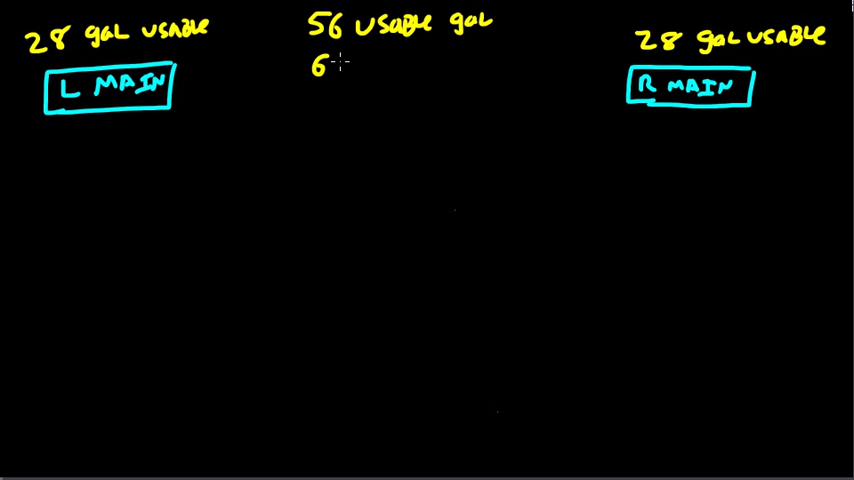 28 gal usable
56 usable gal
28 gal usable
6
L MAIN
R MAIN